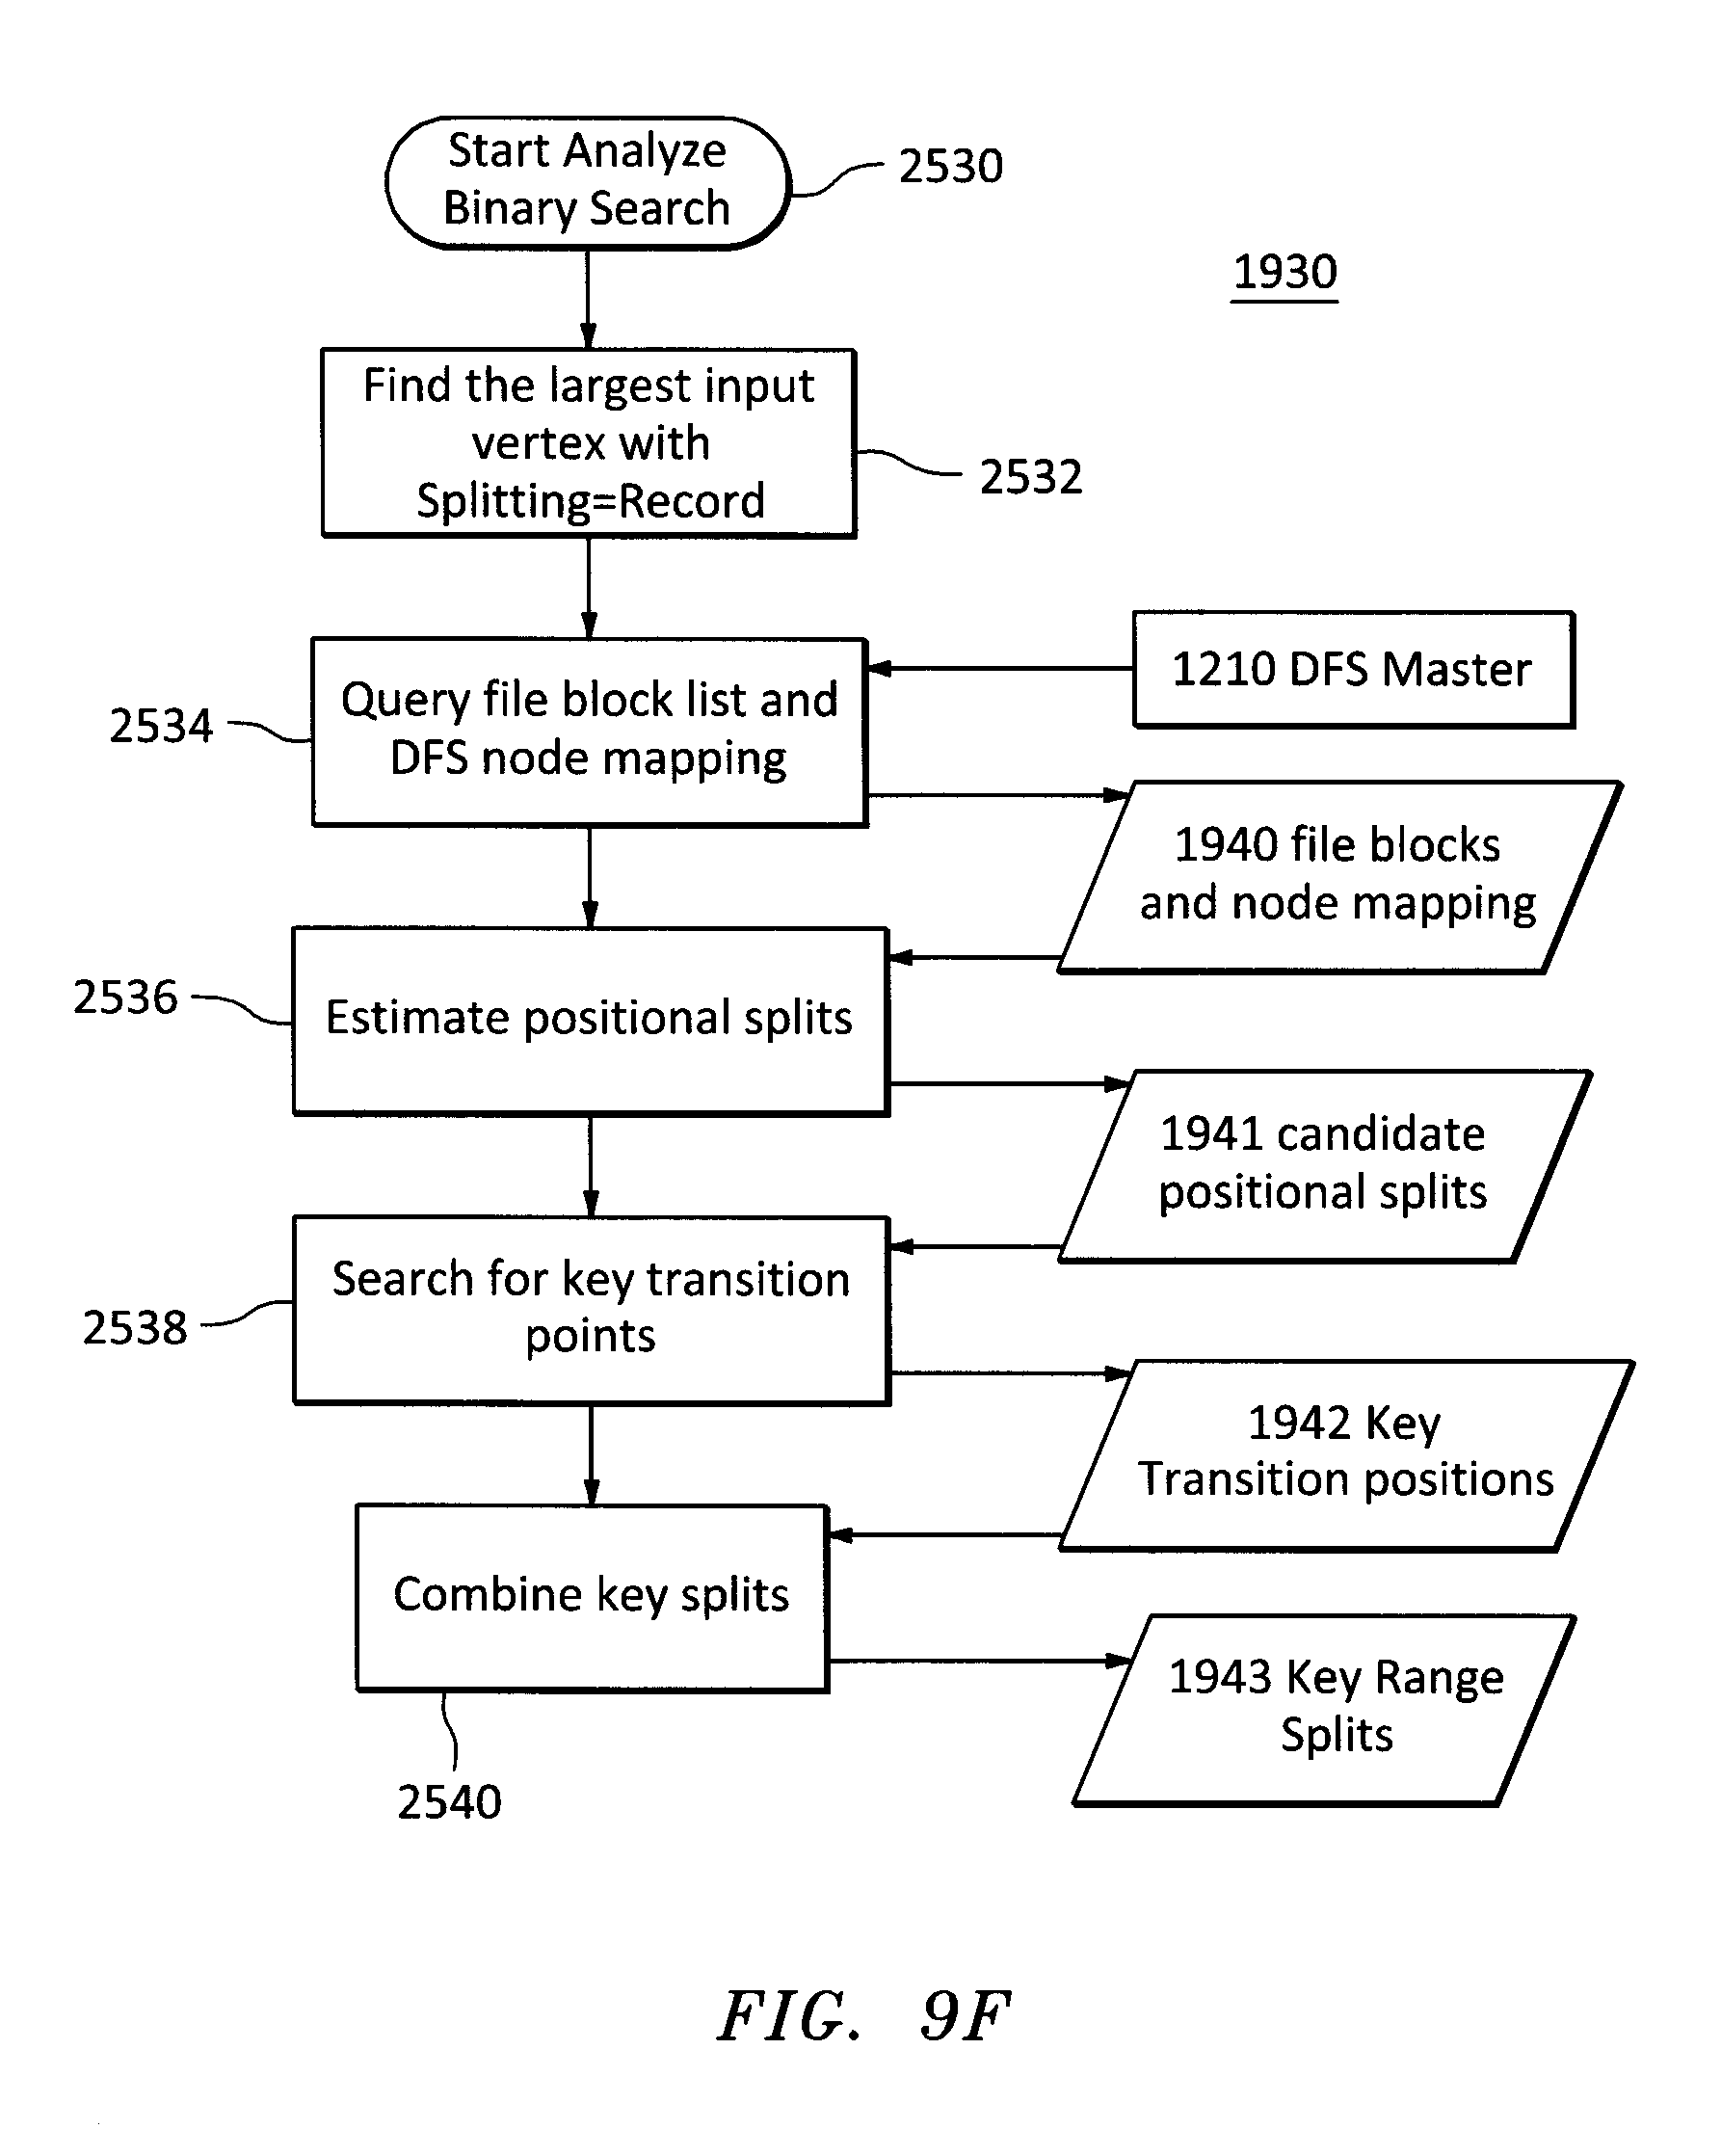 Start Analyze
Binary Search
2530
1930
Find the largest input
vertex with
Splitting=Record
2532
1210 DFS Master
Query file block list and
DFS node mapping
2534
1940 file blocks
and node mapping
2536
Estimate positional splits
1941 candidate
positional splits
Search for key transition
points
2538
1942 Key
Transition positions
Combine key splits
1943 Key Range
Splits
2540
FIG. 9F